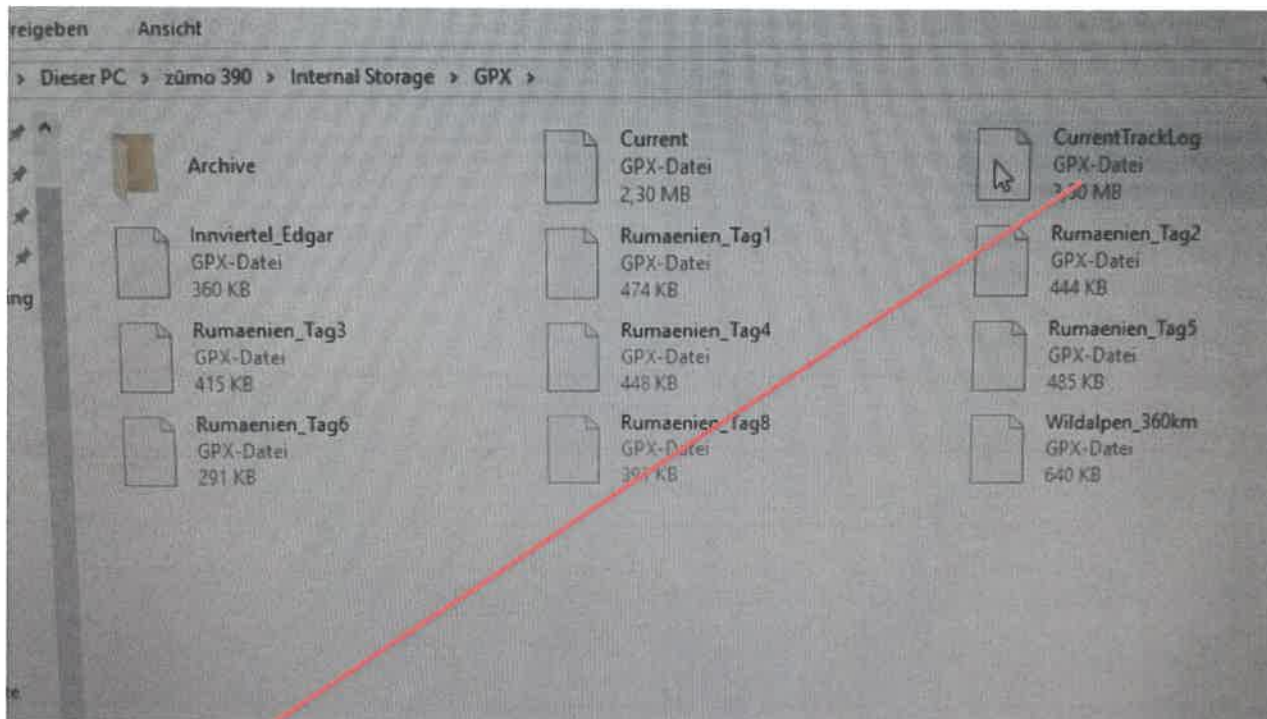 reigeben Ansicht
> Dieser PC > zūmo 390 > Internal Storage > GPX >
Archive
Current
GPX-Datei
2,30 MB
CurrentTrackLog
GPX-Datei
MB
ing
Innviertel_Edgar
GPX-Datei
360 KB
Rumaenien_Tag1
GPX-Datei
474 KB
Rumaenien_Tag2
GPX-Datei
444 KB
Rumaenien_Tag3
GPX-Datei
415 KB
Rumaenien_Tag4
GPX-Datei
448 KB
Rumaenien_Tag5
GPX-Datei
485 KB
Rumaenien_Tag6
GPX-Datei
291 KB
Rumaenien_Tag8
GPX-Datei
KB
Wildalpen_360km
GPX-Datei
640 KB
te